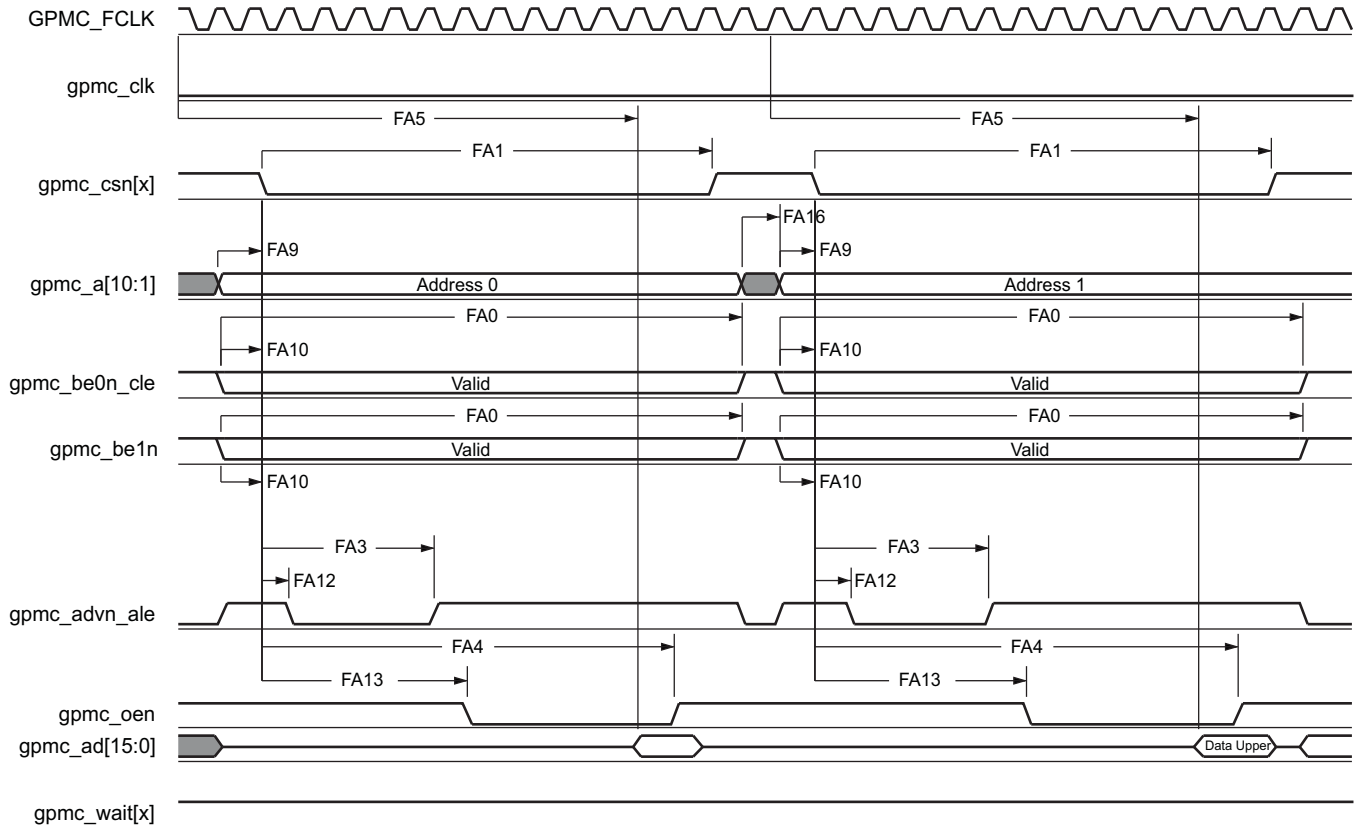 GPMC_FCLK
gpmc_clk
FA5 FA5
FA1 FA1
gpmc_csn[x]
FA16
FA9 FA9
gpmc_a[10:1] Address 0 Address 1
FA0 FA0
FA10 FA10
gpmc_be0n_cle Valid Valid
FA0 FA0
gpmc_be1n Valid Valid
FA10 FA10
FA3 FA3
FA12 FA12
gpmc_advn_ale
FA4 FA4
FA13 FA13
gpmc_oen
gpmc_ad[15:0] Data Upper
gpmc_wait[x]